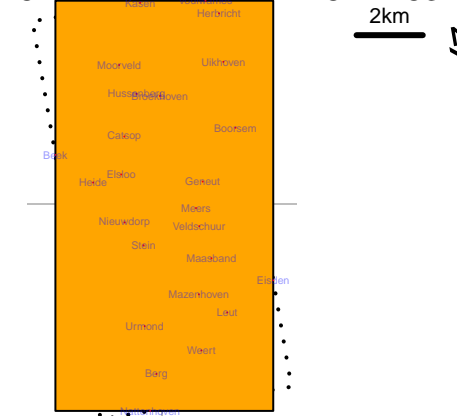 Kasen
Herbricht
2km
Moorveld
Uikhoven
Hussenberg
Broekhoven
Catsop
Boorsem
Beek
Elsloo
Heide
Geneut
Meers
Nieuwdorp
Veldschuur
Stein
Maasband
Eisden
Mazenhoven
Leut
Urmond
Weert
Berg
Nattenhoven